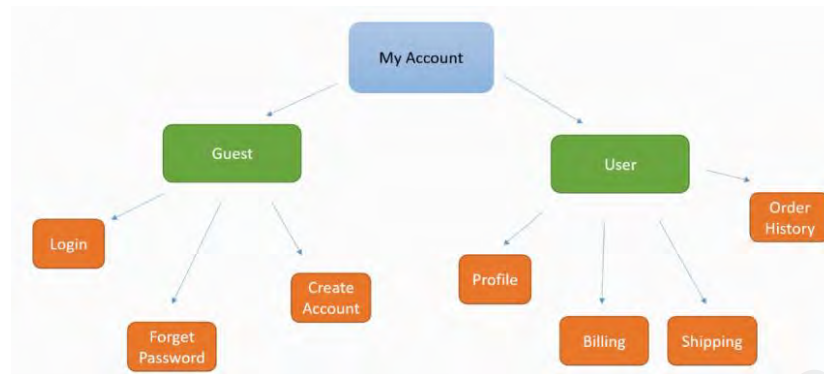 My Account
Guest
User
Login
Forget
Password
Create
Account
Profile
Billing
Shipping
Order
History